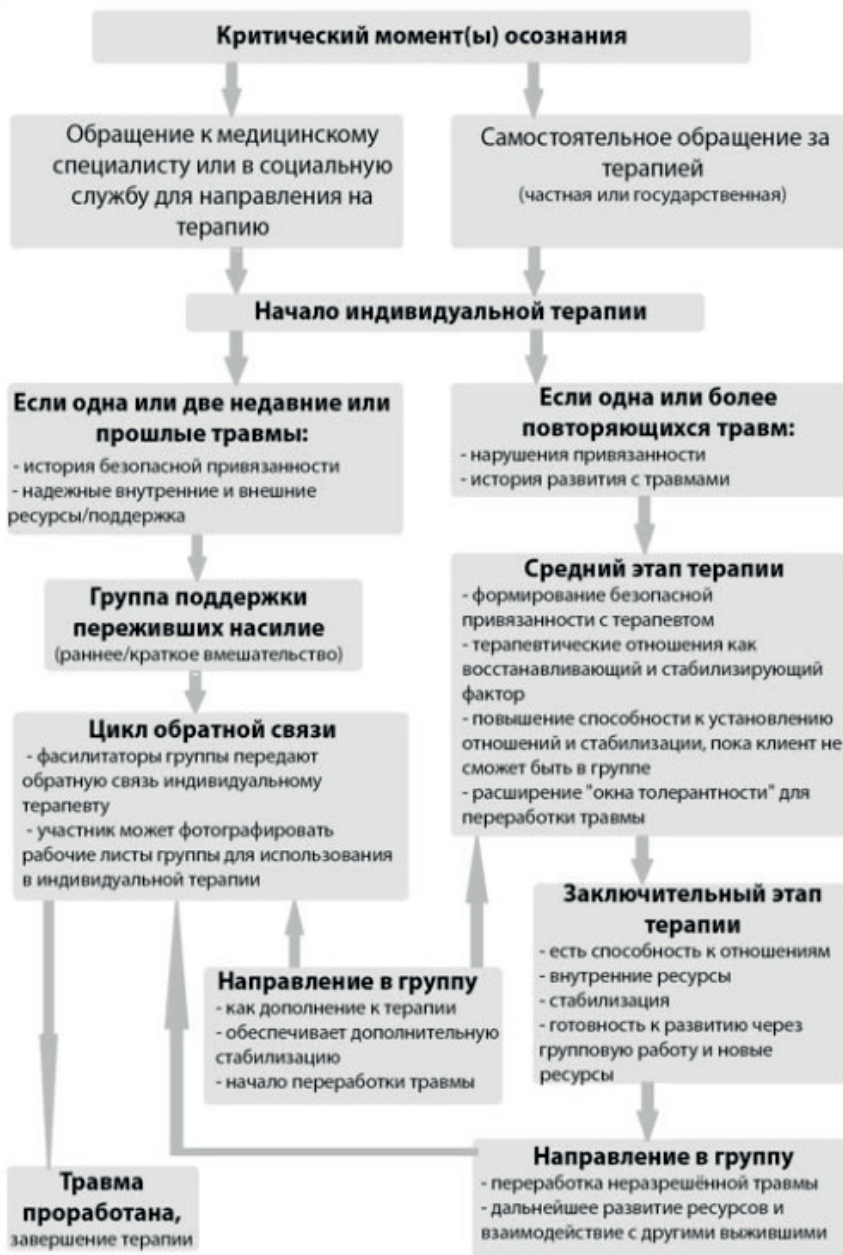 Критический момент(ы) осознания
Обращение к медицинскому
специалисту или в социальную
службу для направления на
терапию
Самостоятельное обращение за
терапией
(частная или государственная)
Начало индивидуальной терапии
Если одна или две недавние или
прошлые травмы:
- история безопасной привязанности
- надежные внутренние и внешние
ресурсы/поддержка
Если одна или более
повторяющихся травм:
- нарушения привязанности
- история развития с травмами
Группа поддержки
переживших насилие
(раннее/краткое вмешательство)
Средний этап терапии
- формирование безопасной
привязанности с терапевтом
- терапевтические отношения как
восстанавливающий и стабилизирующий
фактор
- повышение способности к установлению
отношений и стабилизации, пока клиент не
сможет быть в группе
- расширение "окна толерантности" для
переработки травмы
Цикл обратной связи
- фасилитаторы группы передают
обратную связь индивидуальному
терапевту
- участник может фотографировать
рабочие листы группы для использования
в индивидуальной терапии
Заключительный этап
терапии
- есть способность к отношениям
- внутренние ресурсы
- стабилизация
- готовность к развитию через
групповую работу и новые
ресурсы
Направление в группу
- как дополнение к терапии
- обеспечивает дополнительную
стабилизацию
- начало переработки травмы
Направление в группу
- переработка неразрешённой травмы
- дальнейшее развитие ресурсов и
взаимодействие с другими выжившими
Травма
проработана,
завершение терапии